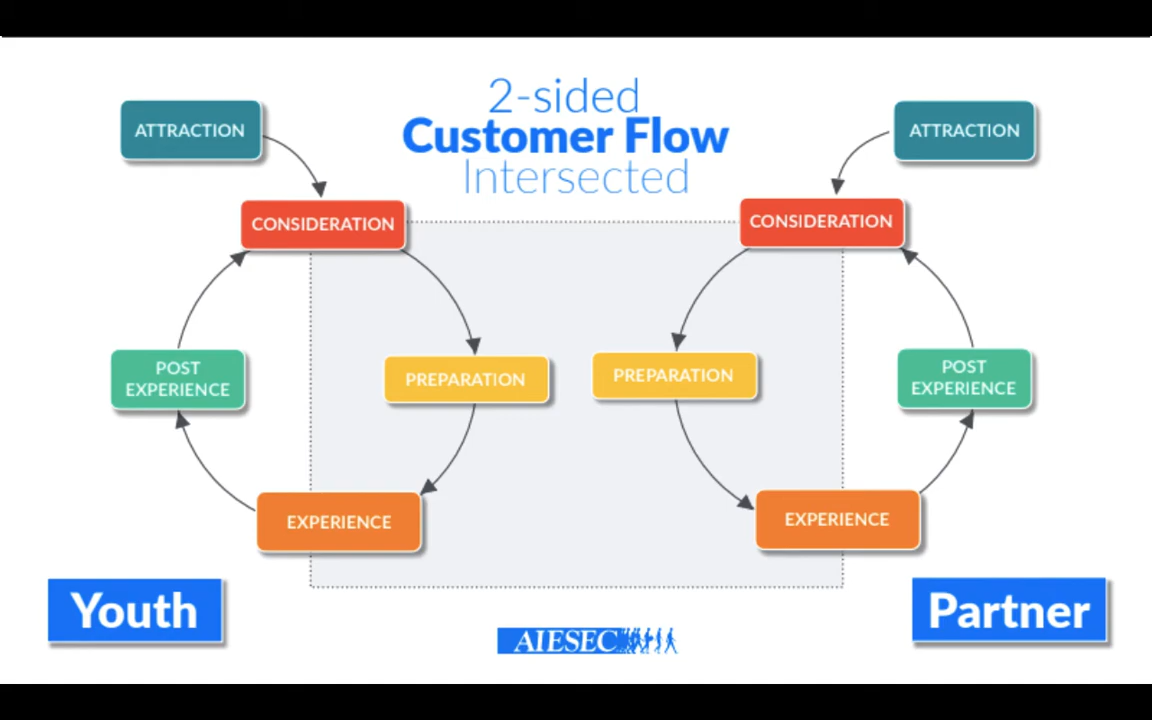 2-sided
Customer Flow
Intersected
ATTRACTION
CONSIDERATION
PREPARATION
EXPERIENCE
POST
EXPERIENCE
Youth
ATTRACTION
CONSIDERATION
PREPARATION
EXPERIENCE
POST
EXPERIENCE
Partner
AIESEC